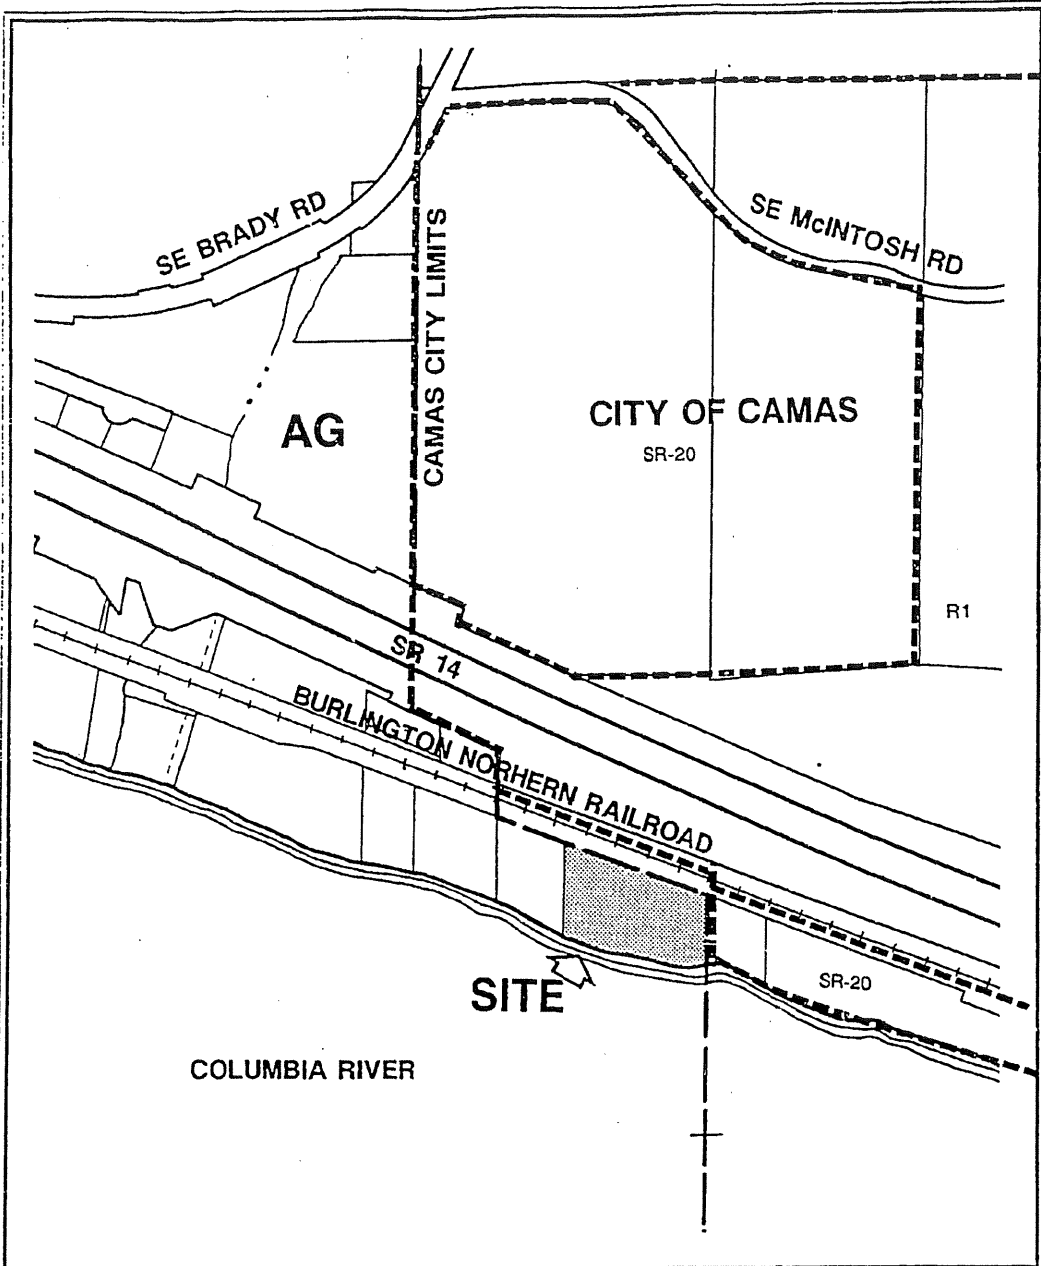 SE BRADY RD
SE McINTOSH RD
CAMAS CITY LIMITS
AG
CITY OF CAMAS
SR-20
R1
SR 14
BURLINGTON NORHERN RAILROAD
SR-20
SITE
COLUMBIA RIVER